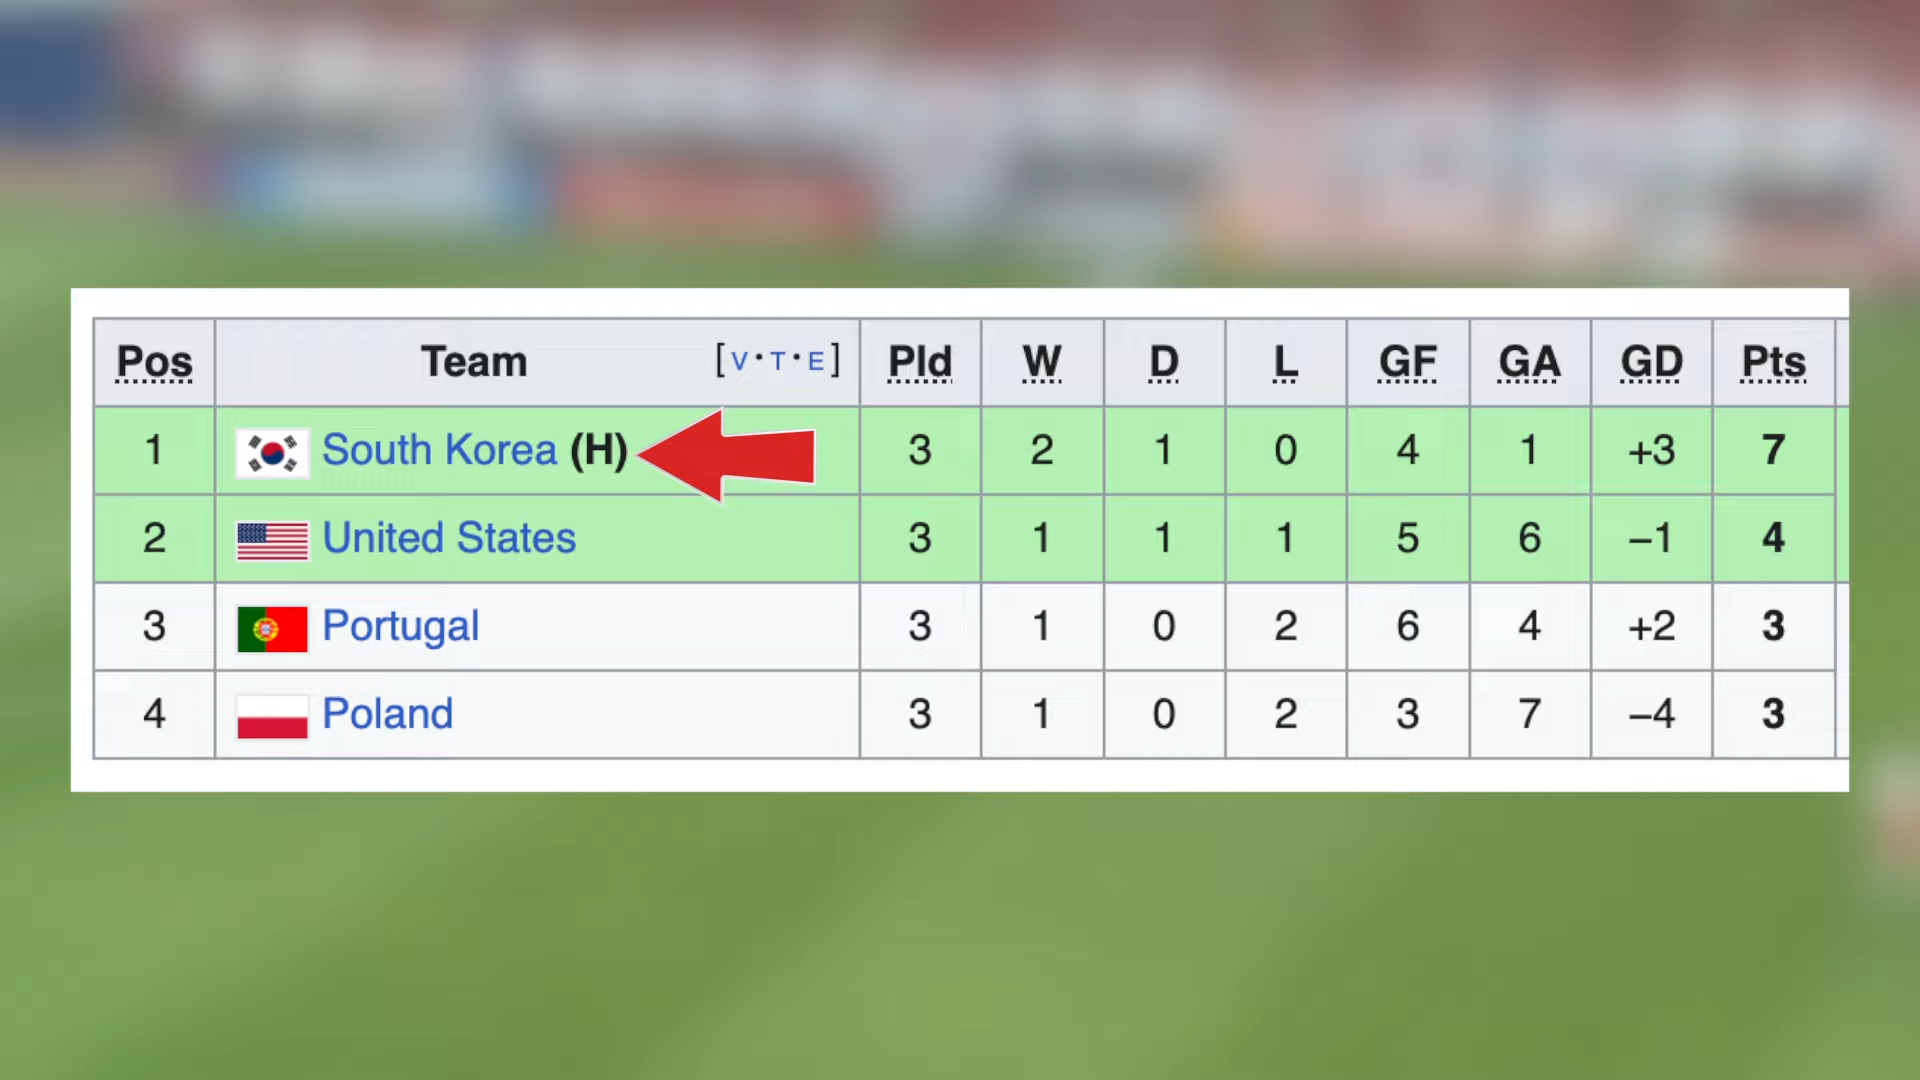 Pos Team [V·T·E] Pld W D L GF GA GD Pts
1 South Korea (H) 3 2 1 0 4 1 +3 7
2 United States 3 1 1 1 5 6 −1 4
3 Portugal 3 1 0 2 6 4 +2 3
4 Poland 3 1 0 2 3 7 −4 3